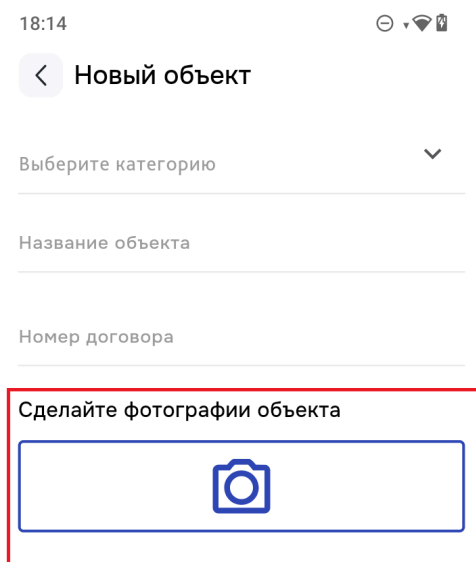 18:14
Новый объект
Выберите категорию
Название объекта
Номер договора
Сделайте фотографии объекта